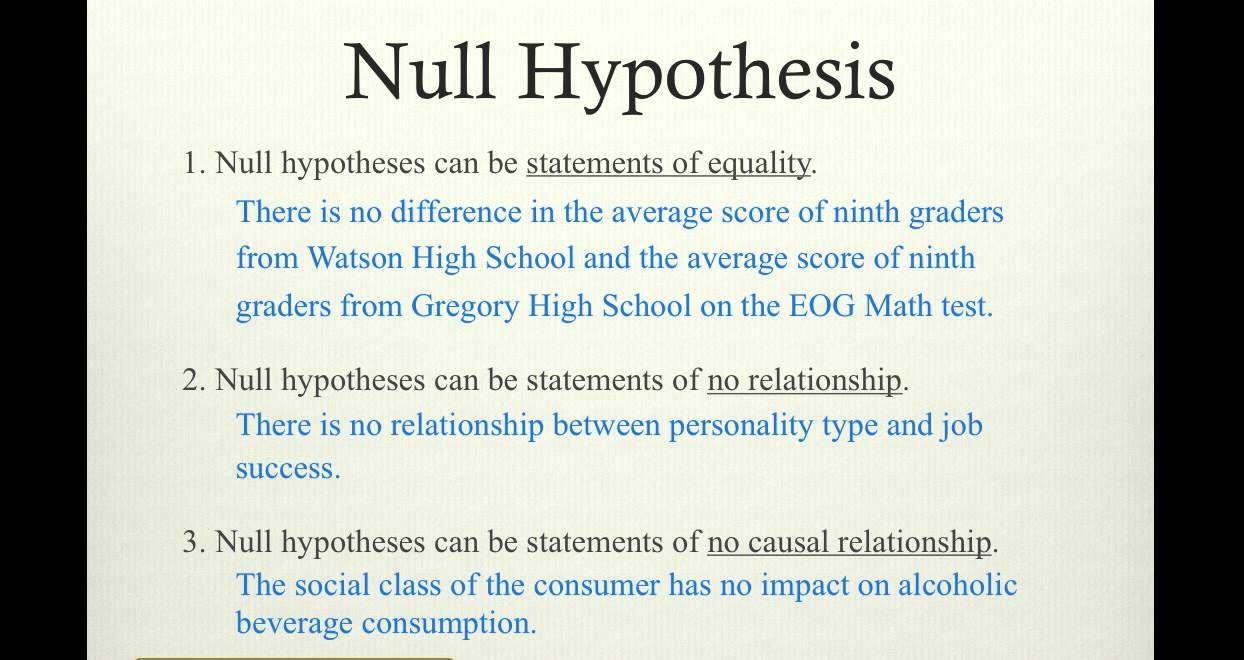 Null Hypothesis
1. Null hypotheses can be statements of equality.
There is no difference in the average score of ninth graders
from Watson High School and the average score of ninth
graders from Gregory High School on the EOG Math test.
2. Null hypotheses can be statements of no relationship.
There is no relationship between personality type and job
success.
3. Null hypotheses can be statements of no causal relationship.
The social class of the consumer has no impact on alcoholic
beverage consumption.